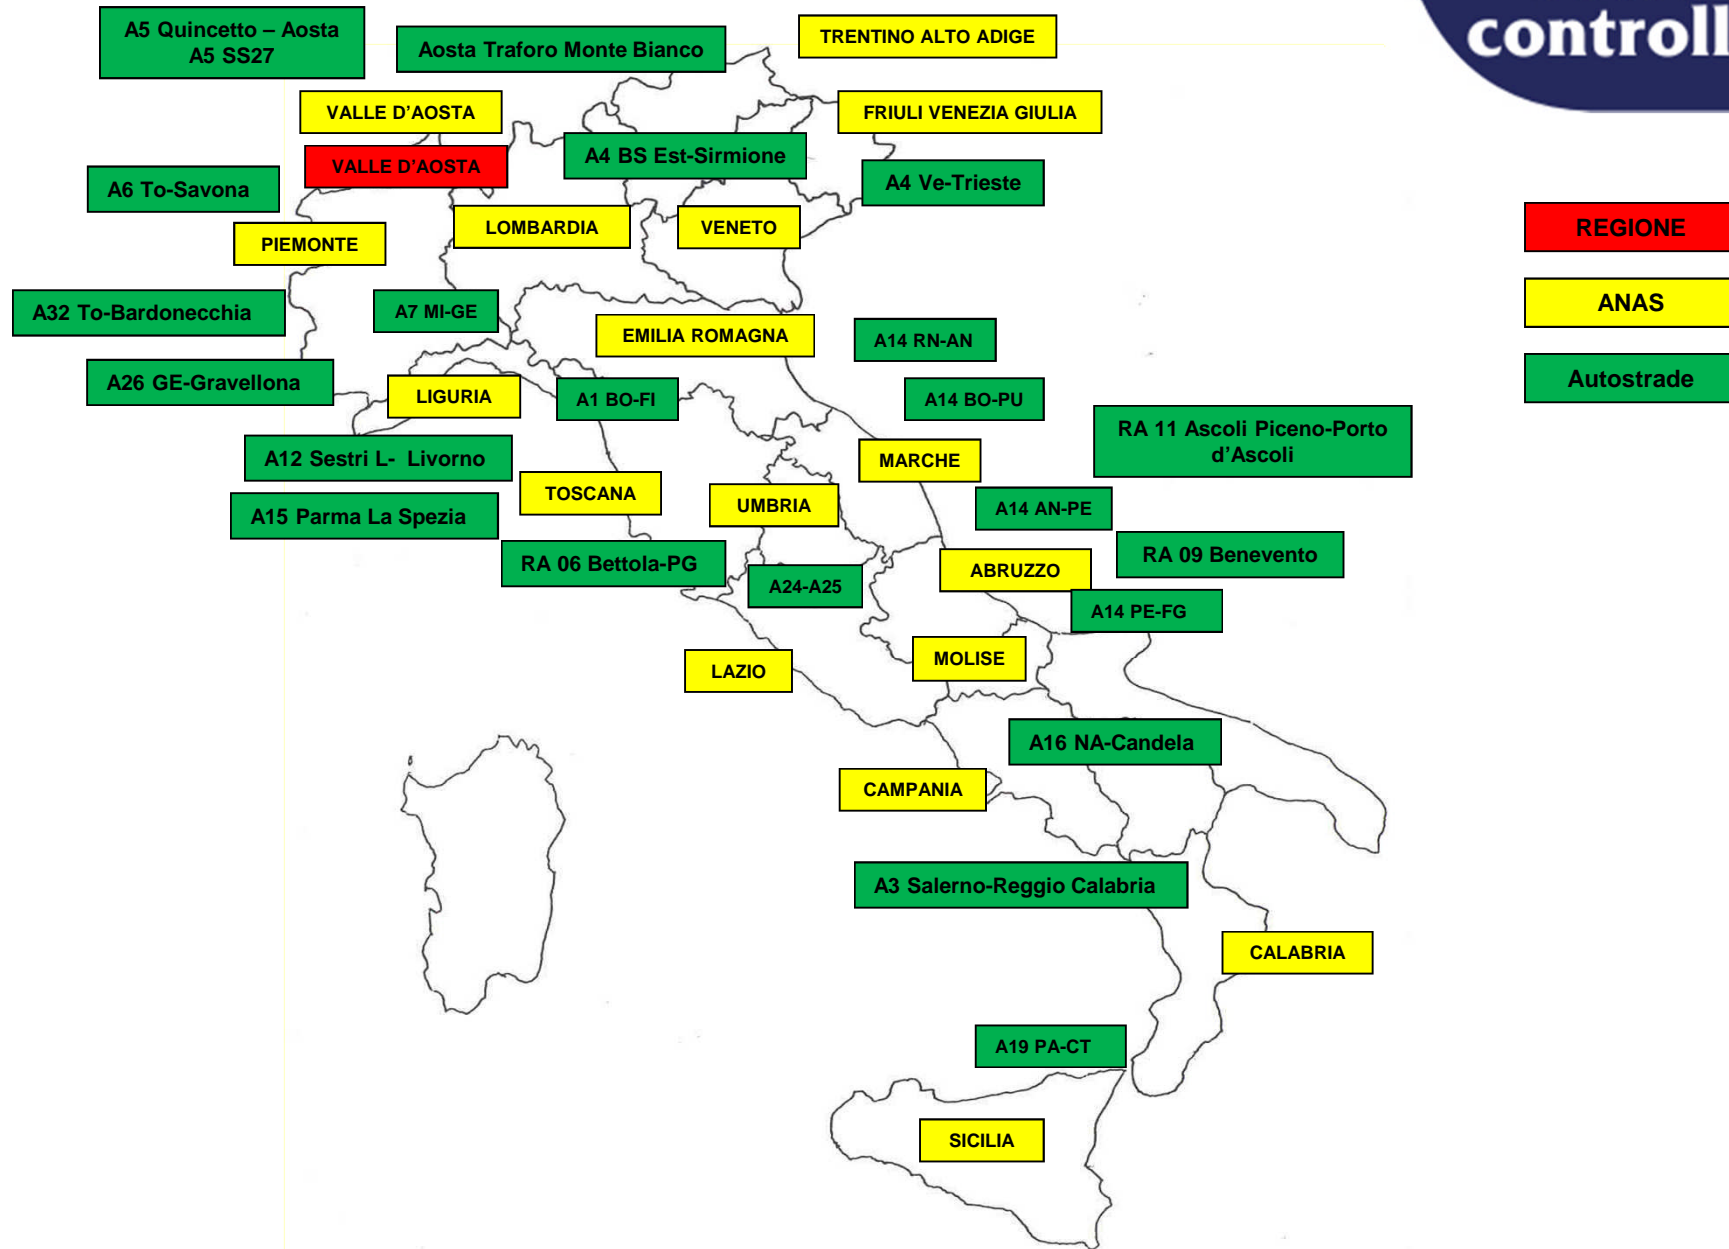 controll
A5 Quincetto – Aosta
A5 SS27
Aosta Traforo Monte Bianco
TRENTINO ALTO ADIGE
VALLE D'AOSTA
FRIULI VENEZIA GIULIA
VALLE D'AOSTA
A4 BS Est-Sirmione
A6 To-Savona
A4 Ve-Trieste
LOMBARDIA
VENETO
PIEMONTE
REGIONE
A32 To-Bardonecchia
A7 MI-GE
ANAS
EMILIA ROMAGNA
A14 RN-AN
A26 GE-Gravellona
LIGURIA
A1 BO-FI
A14 BO-PU
Autostrade
RA 11 Ascoli Piceno-Porto
d'Ascoli
A12 Sestri L- Livorno
MARCHE
TOSCANA
UMBRIA
A15 Parma La Spezia
A14 AN-PE
RA 06 Bettola-PG
RA 09 Benevento
A24-A25
ABRUZZO
A14 PE-FG
LAZIO
MOLISE
A16 NA-Candela
CAMPANIA
A3 Salerno-Reggio Calabria
CALABRIA
A19 PA-CT
SICILIA